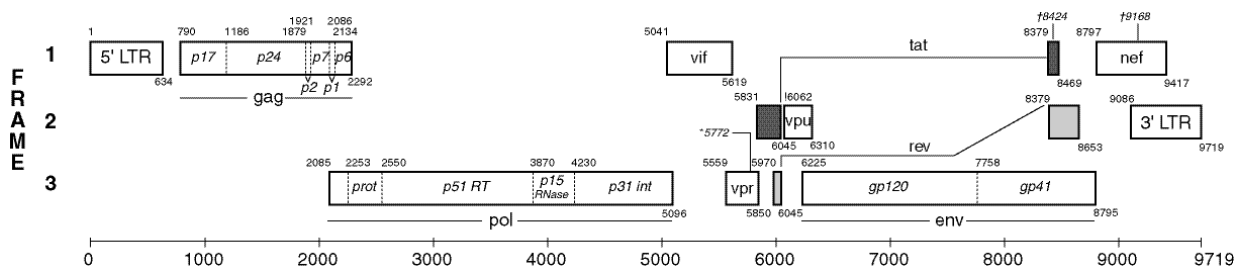 1 790 1186 1921 1879 2086 2134 5041 †8424 8379 †9168 8797
1 5' LTR p17 p24 p7 p6 vif tat nef
634 p2 p1 2292 5619 8469 9417
gag
5831 !6062 8379 9086
FRAME
2 vpu 3' LTR
*5772 6045 6310 rev 8653 9719
2085 2253 2550 3870 4230 5559 5970 6225 7758
3 prot p51 RT p15 RNase p31 int vpr gp120 gp41
5096 5850 6045 8795
pol env
0 1000 2000 3000 4000 5000 6000 7000 8000 9000 9719